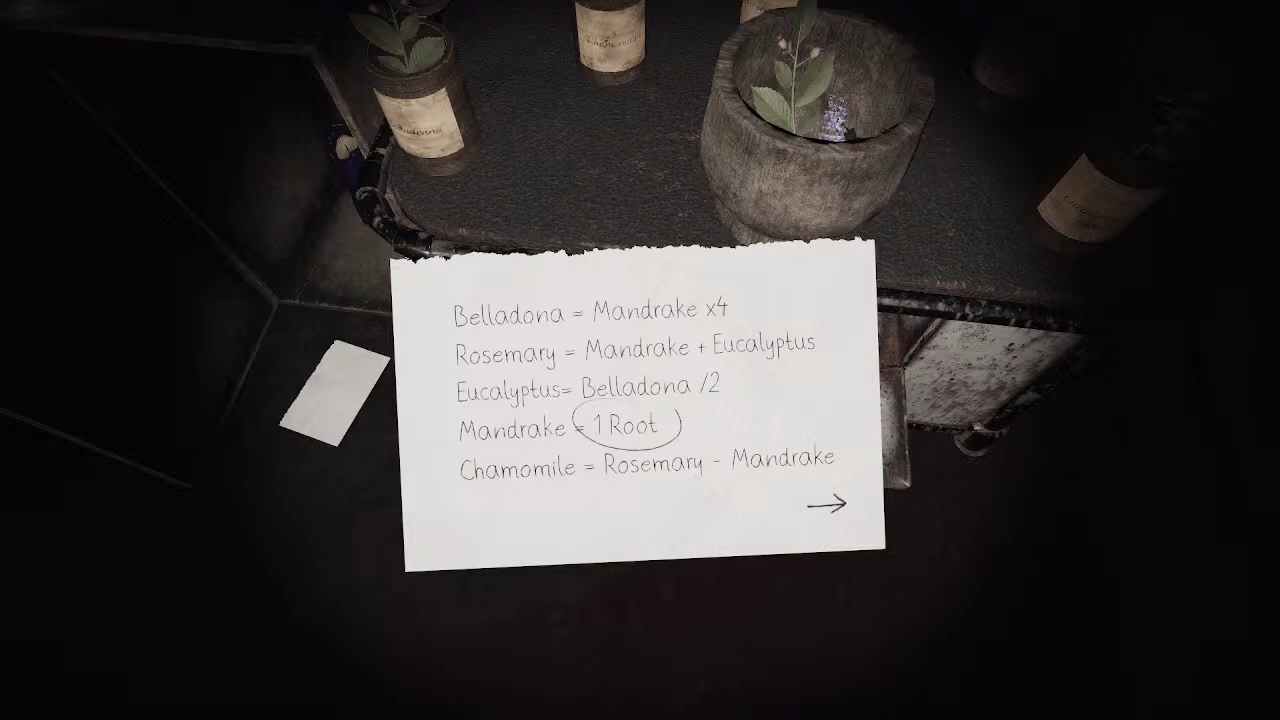 Belladona = Mandrake x4
Rosemary = Mandrake + Eucalyptus
Eucalyptus= Belladona /2
Mandrake = 1 Root
Chamomile = Rosemary - Mandrake
→